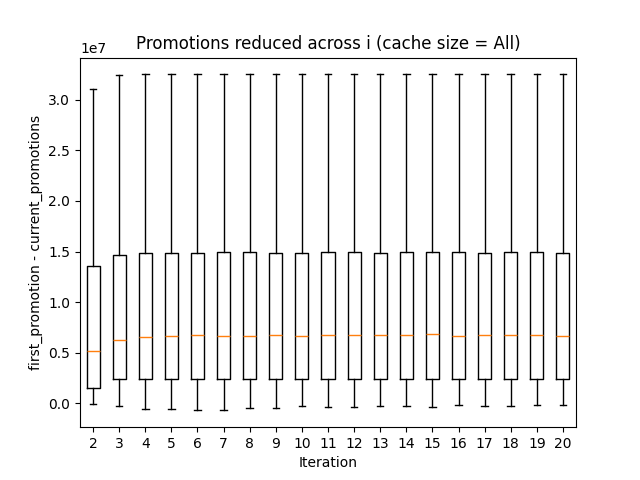 Promotions reduced across i (cache size = All)
1e7
3.0
2.5
2.0
1.5
1.0
0.5
0.0
first_promotion - current_promotions
2 3 4 5 6 7 8 9 10 11 12 13 14 15 16 17 18 19 20
Iteration